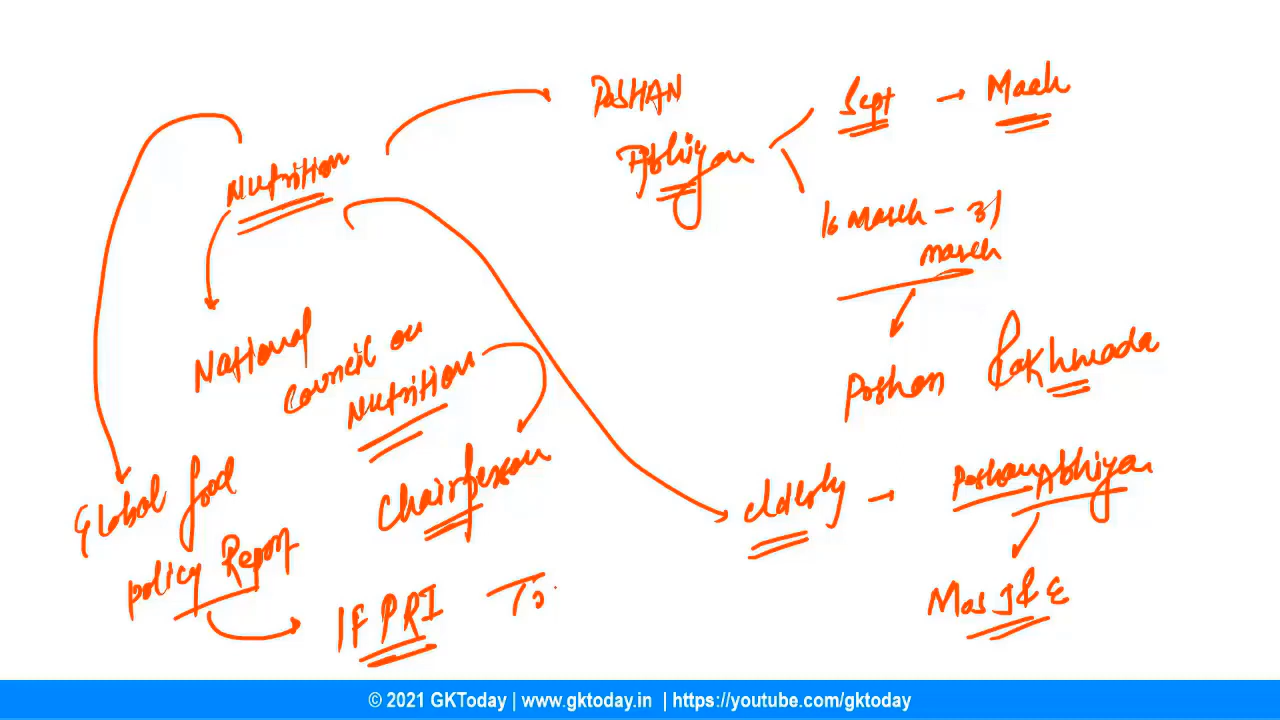 POSHAN
Abhiyan
Sept → Maah
16 March - 31
march
Poshan Pakhwada
Nutrition
National
Council on
Nutrition
Chairperson
Global food
policy Report
IFPRI
Elderly → Poshan Abhiyan
MosJ&E
© 2021 GKToday | www.gktoday.in | https://youtube.com/gktoday